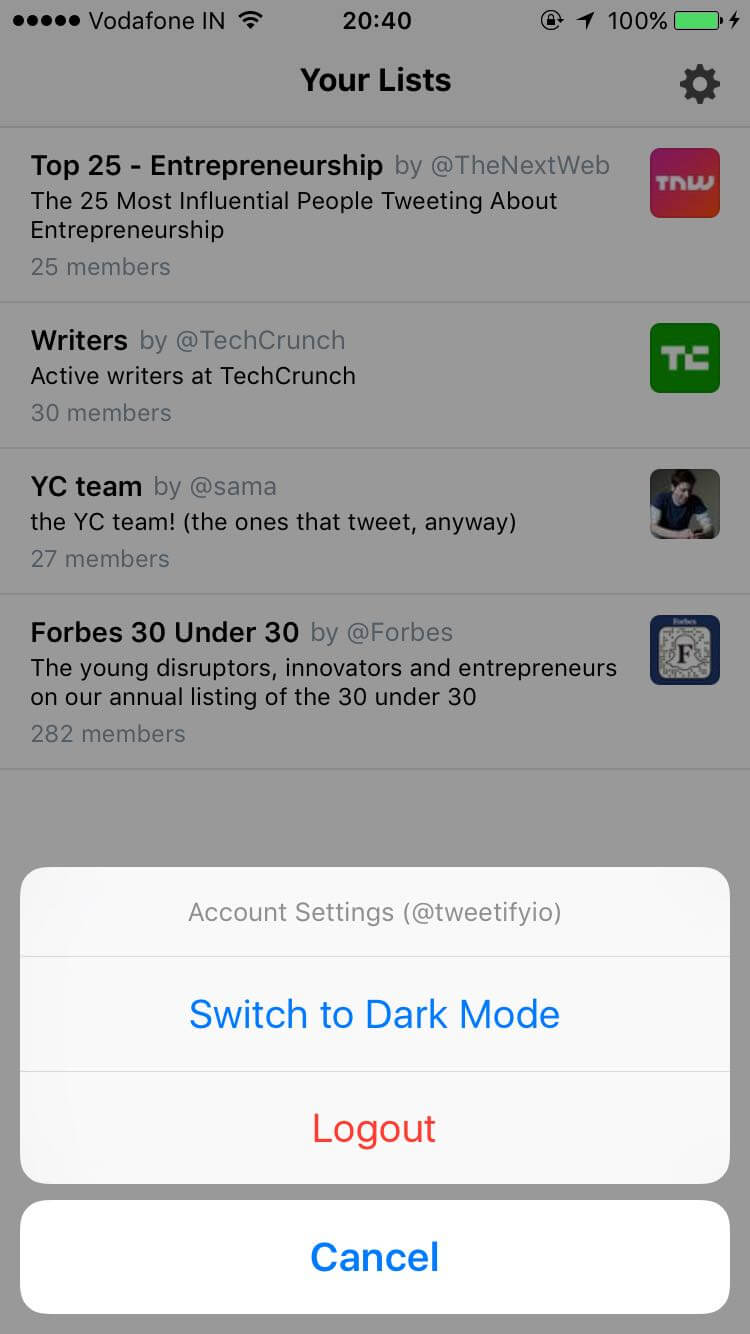 Vodafone IN 20:40 100%
Your Lists
Top 25 - Entrepreneurship by @TheNextWeb
TNW
The 25 Most Influential People Tweeting About
Entrepreneurship
25 members
Writers by @TechCrunch
TC
Active writers at TechCrunch
30 members
YC team by @sama
the YC team! (the ones that tweet, anyway)
27 members
Forbes 30 Under 30 by @Forbes
Forbes
F
The young disruptors, innovators and entrepreneurs
on our annual listing of the 30 under 30
282 members
Account Settings (@tweetifyio)
Switch to Dark Mode
Logout
Cancel